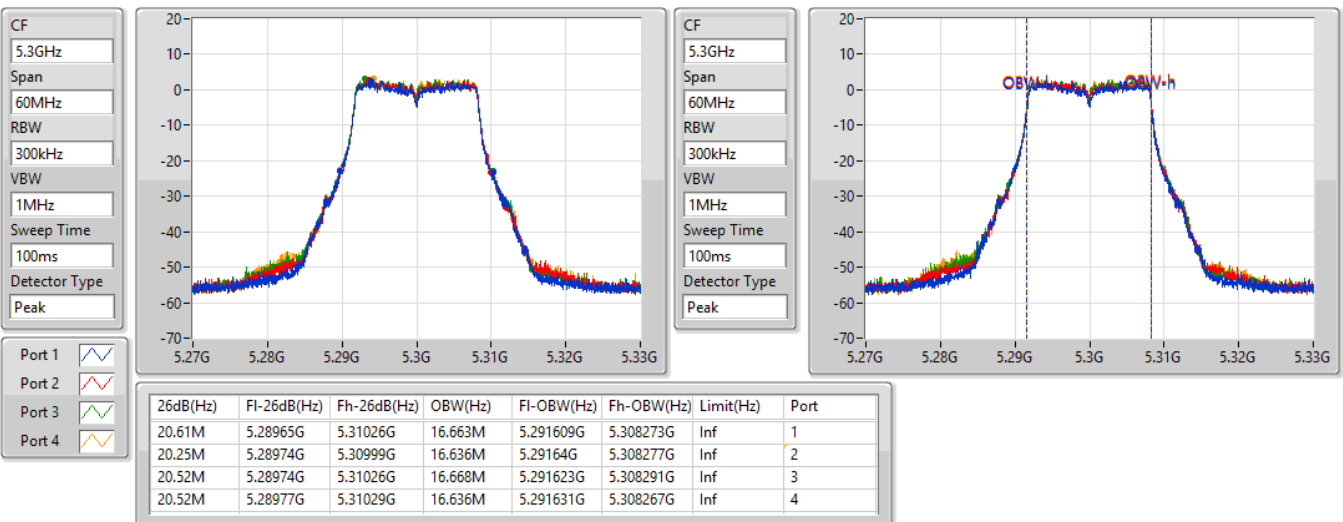 CF
5.3GHz
Span
60MHz
RBW
300kHz
VBW
1MHz
Sweep Time
100ms
Detector Type
Peak
Port 1
Port 2
Port 3
Port 4
20
10
0
-10
-20
-30
-40
-50
-60
-70
5.27G 5.28G 5.29G 5.3G 5.31G 5.32G 5.33G
CF
5.3GHz
Span
60MHz
RBW
300kHz
VBW
1MHz
Sweep Time
100ms
Detector Type
Peak
20
10
0
-10
-20
-30
-40
-50
-60
-70
OBW-h
5.27G 5.28G 5.29G 5.3G 5.31G 5.32G 5.33G
26dB(Hz) Fl-26dB(Hz) Fh-26dB(Hz) OBW(Hz) Fl-OBW(Hz) Fh-OBW(Hz) Limit(Hz) Port
20.61M 5.28965G 5.31026G 16.663M 5.291609G 5.308273G Inf 1
20.25M 5.28974G 5.30999G 16.636M 5.29164G 5.308277G Inf 2
20.52M 5.28974G 5.31026G 16.668M 5.291623G 5.308291G Inf 3
20.52M 5.28977G 5.31029G 16.636M 5.291631G 5.308267G Inf 4